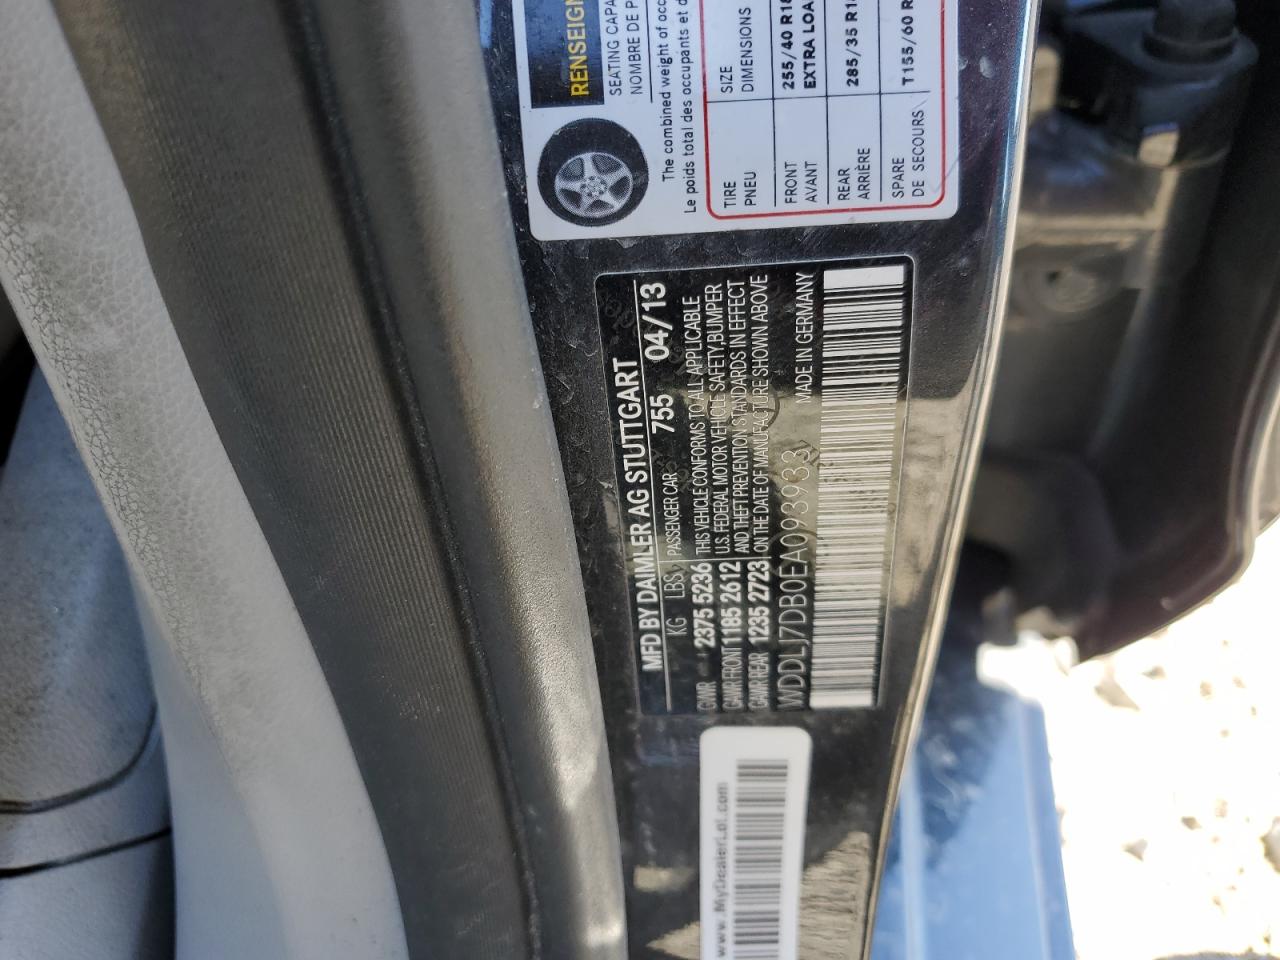 RENSEIGN
SEATING CAPA
NOMBRE DE P
The combined weight of occ
Le poids total des occupants et d
TIRE SIZE
PNEU DIMENSIONS
FRONT 255/40 R18
AVANT EXTRA LOA
REAR 285/35 R1
ARRIÈRE
SPARE T155/60 R
DE SECOURS
MFD BY DAIMLER AG STUTTGART
KG LBS PASSENGER CAR 755 04/13
GVWR 2375 5236 THIS VEHICLE CONFORMS TO ALL APPLICABLE
GAWR FRONT 1185 2612 U.S. FEDERAL MOTOR VEHICLE SAFETY, BUMPER
GAWR REAR 1235 2723 AND THEFT PREVENTION STANDARDS IN EFFECT
ON THE DATE OF MANUFACTURE SHOWN ABOVE
WDDLJ7DB0EA093933 MADE IN GERMANY
www.MyDealerLot.com